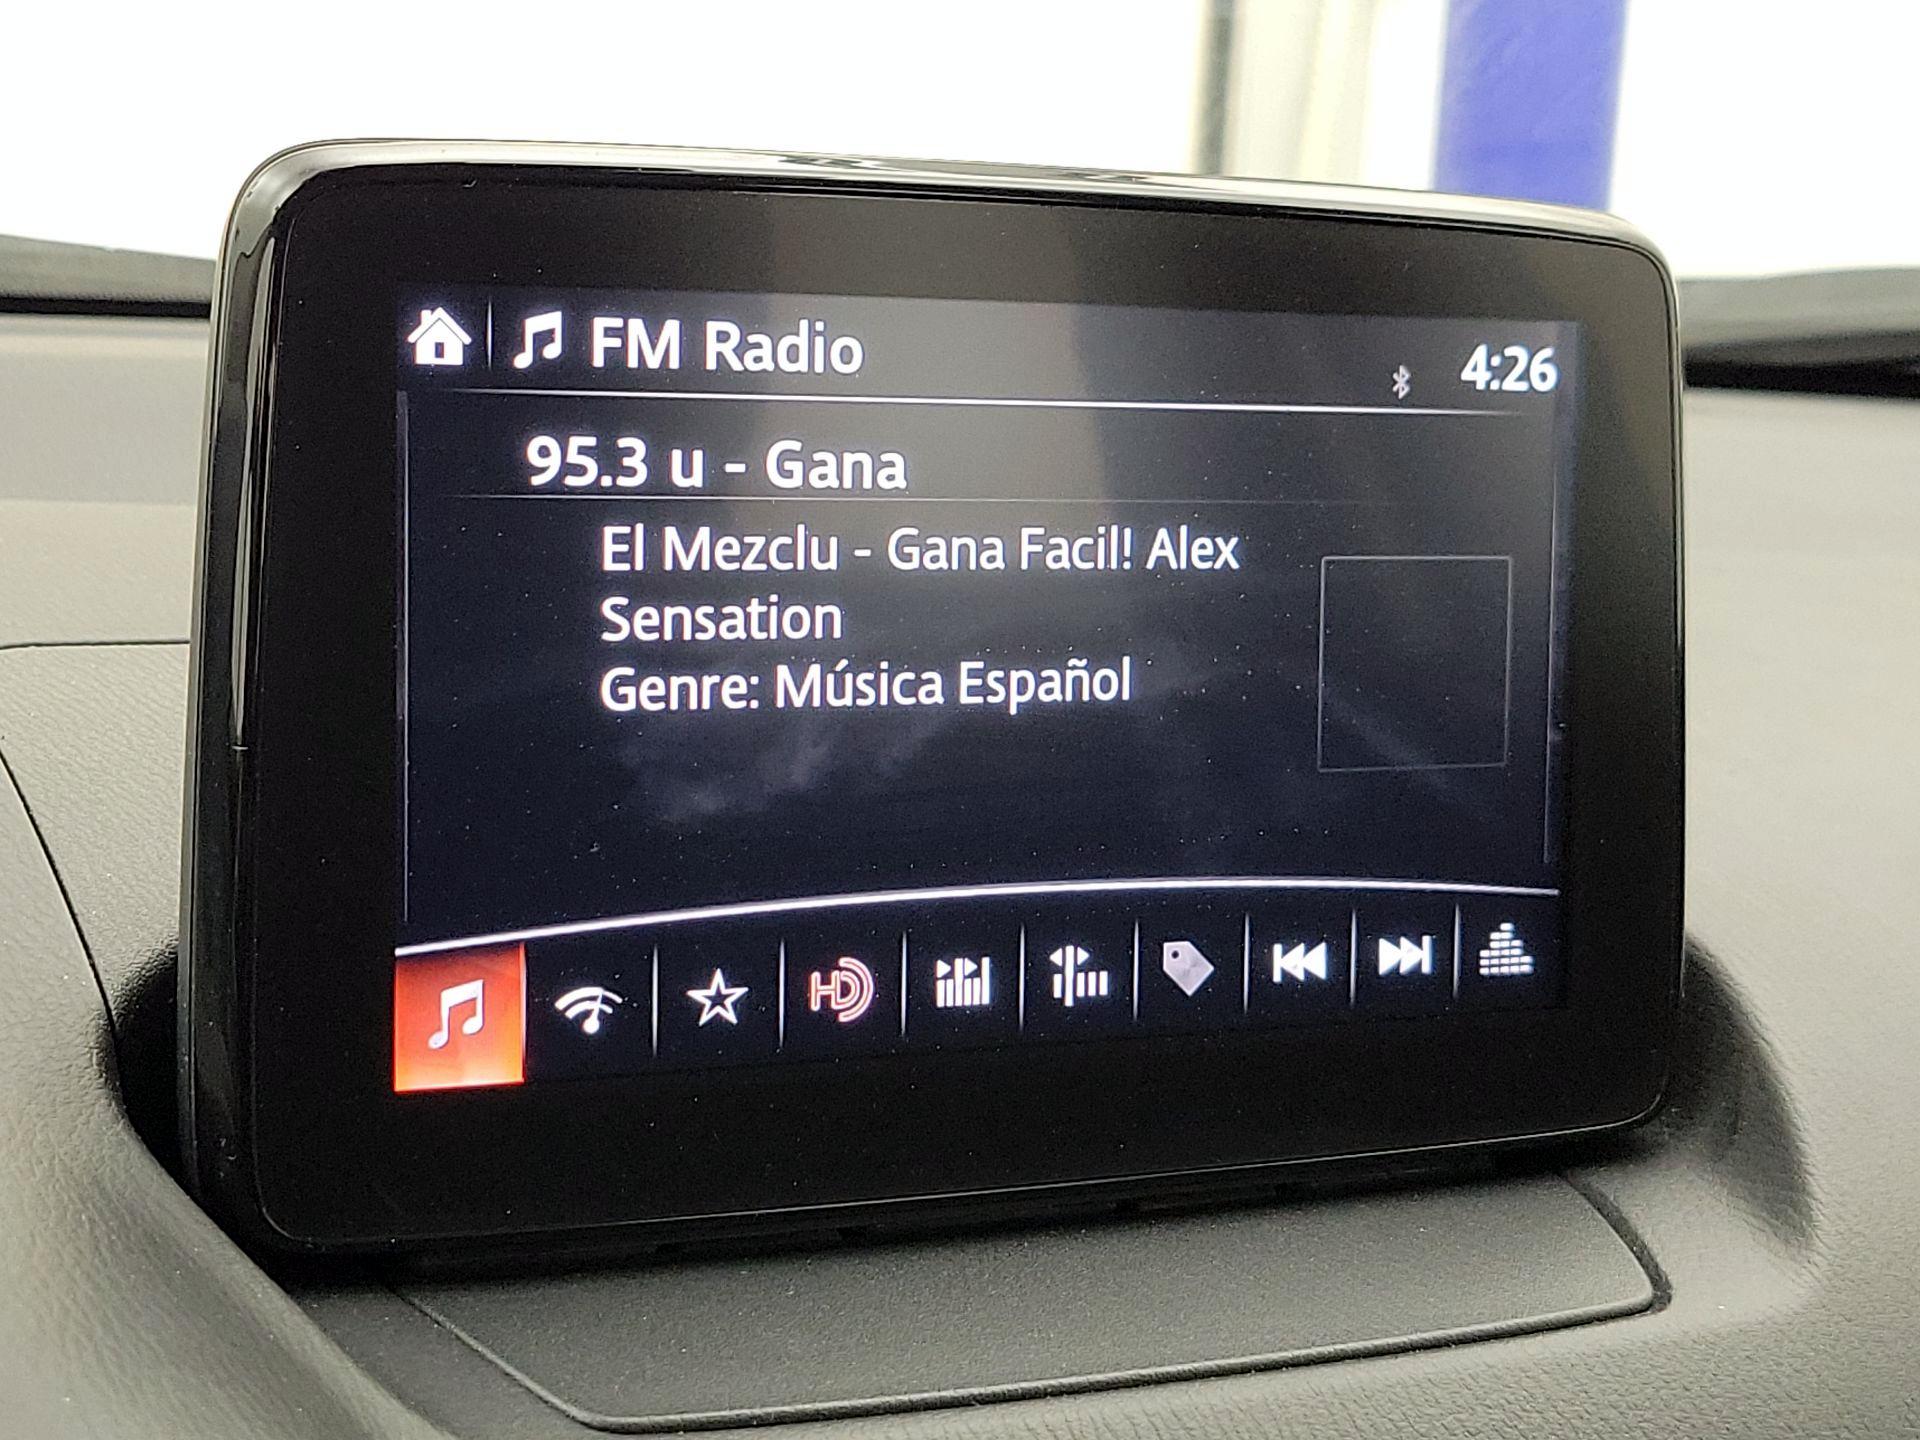 FM Radio
4:26
95.3 u - Gana
El Mezclu - Gana Facil! Alex
Sensation
Genre: Música Español
HD